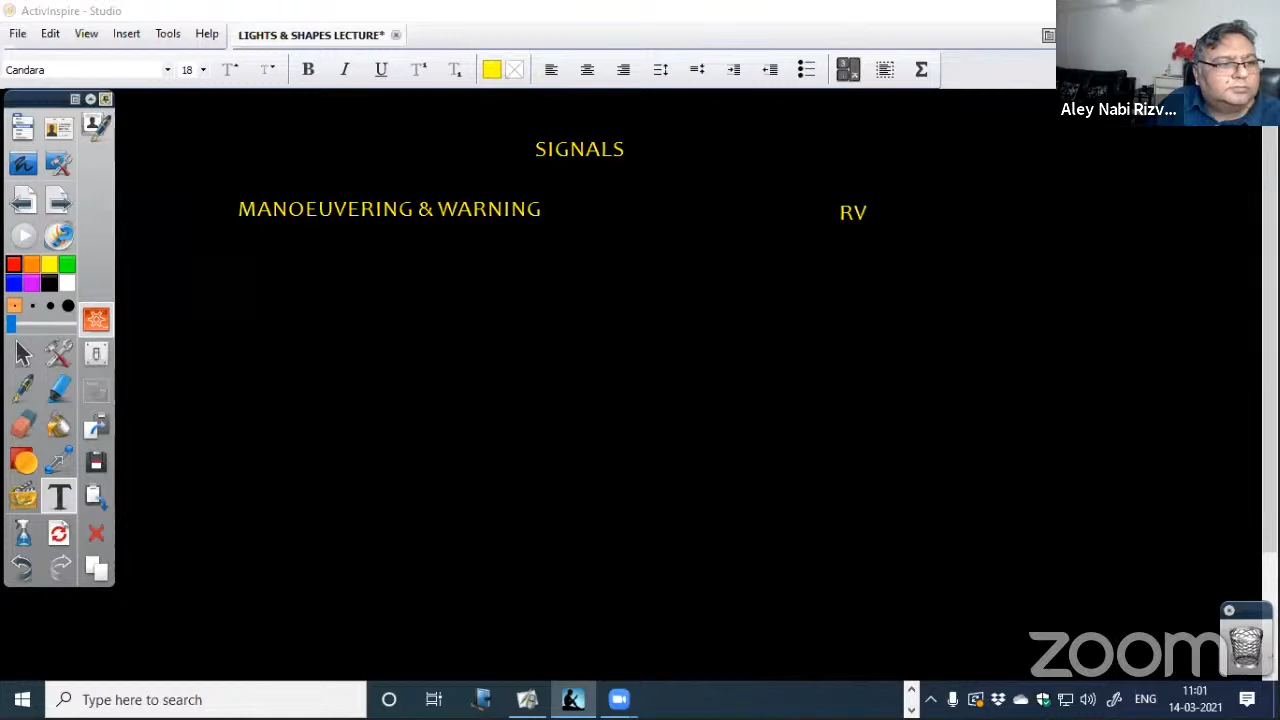 ActivInspire - Studio
File Edit View Insert Tools Help
LIGHTS & SHAPES LECTURE*
Candara 18
Aley Nabi Rizv...
SIGNALS
MANOEUVERING & WARNING
RV
zoom
Type here to search
ENG
11:01
14-03-2021